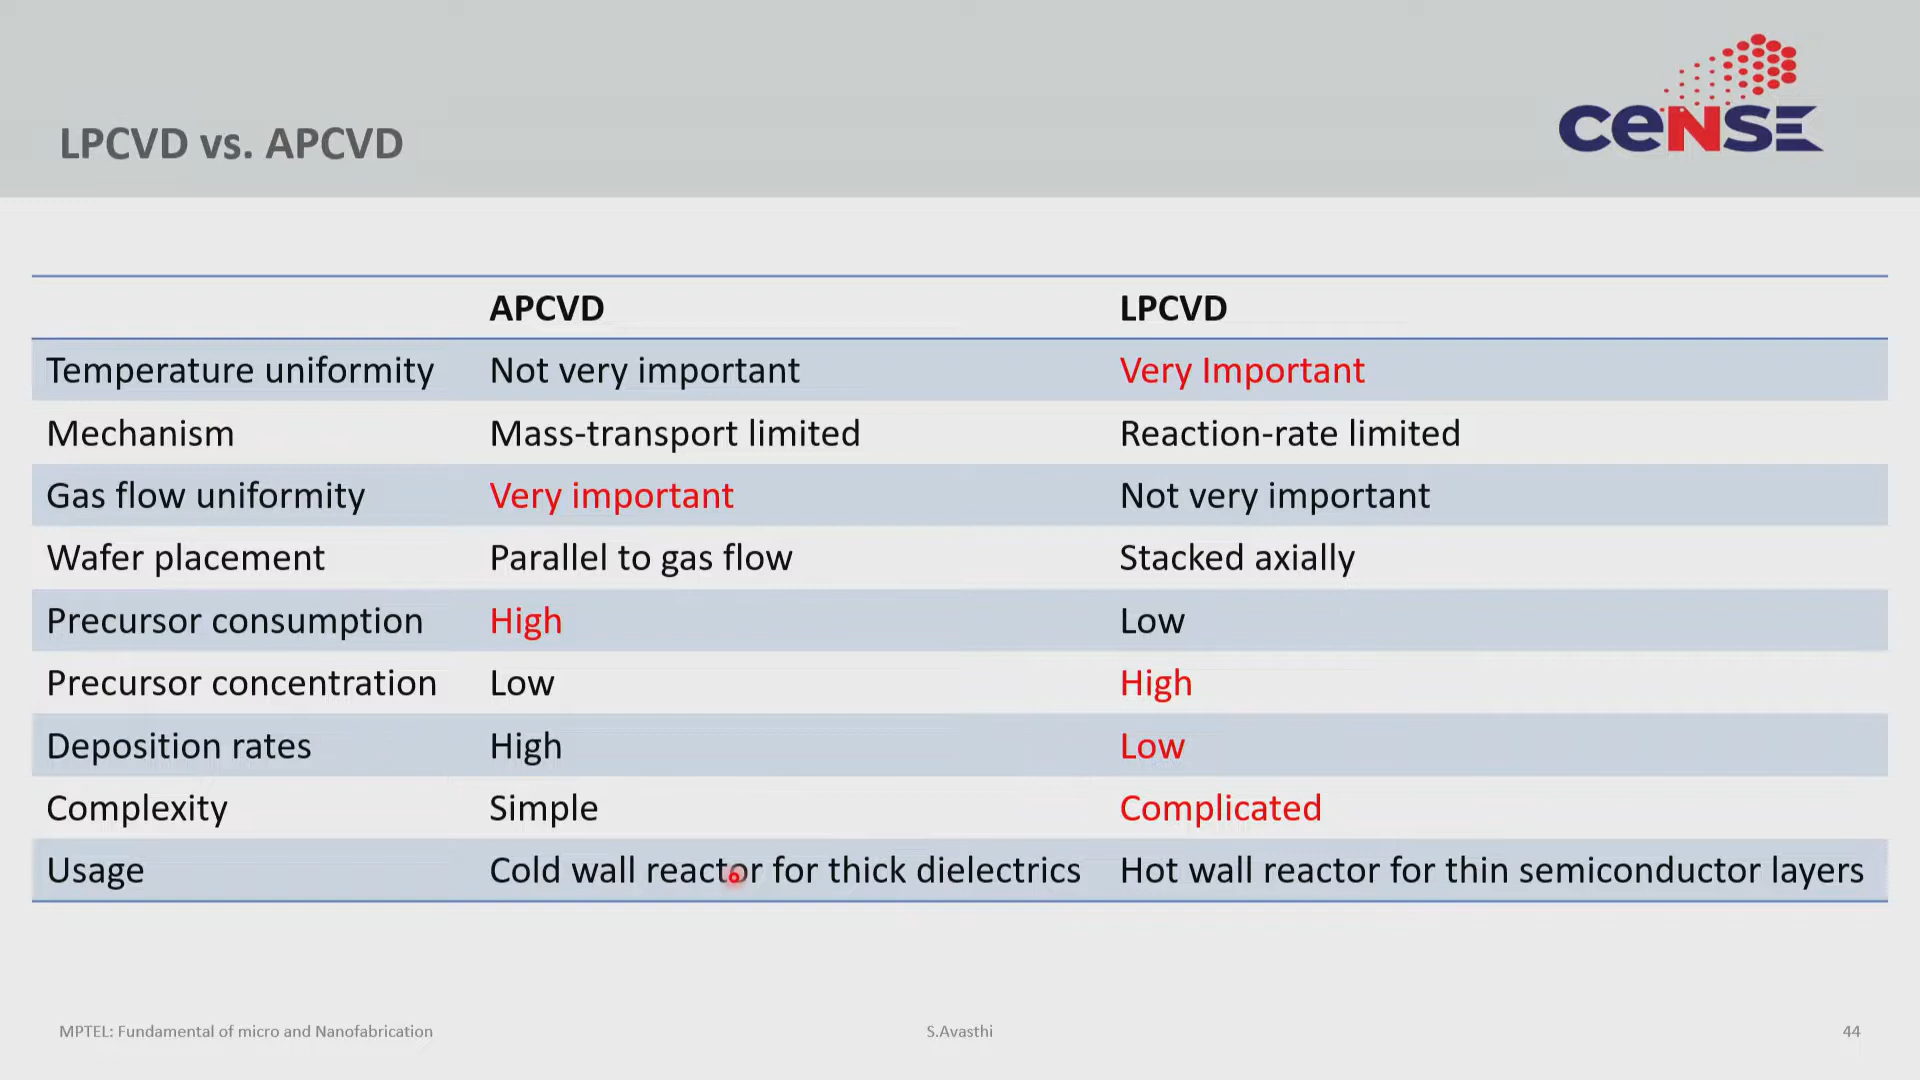 LPCVD vs. APCVD
ceNSE
APCVD LPCVD
Temperature uniformity Not very important Very Important
Mechanism Mass-transport limited Reaction-rate limited
Gas flow uniformity Very important Not very important
Wafer placement Parallel to gas flow Stacked axially
Precursor consumption High Low
Precursor concentration Low High
Deposition rates High Low
Complexity Simple Complicated
Usage Cold wall reactor for thick dielectrics Hot wall reactor for thin semiconductor layers
MPTEL: Fundamental of micro and Nanofabrication S.Avasthi 44